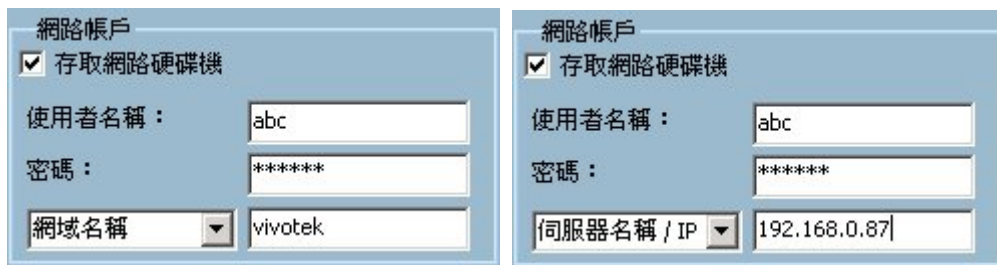 網路帳戶
存取網路硬碟機
使用者名稱：
abc
密碼：
******
網域名稱
vivotek
網路帳戶
存取網路硬碟機
使用者名稱：
abc
密碼：
******
伺服器名稱 / IP
192.168.0.87